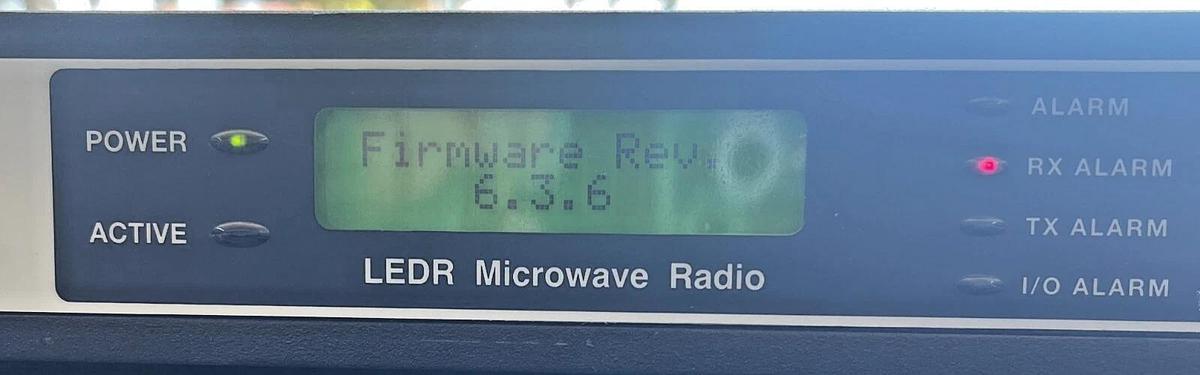 POWER
ACTIVE
Firmware Rev.
6.3.6
LEDR Microwave Radio
ALARM
RX ALARM
TX ALARM
I/O ALARM